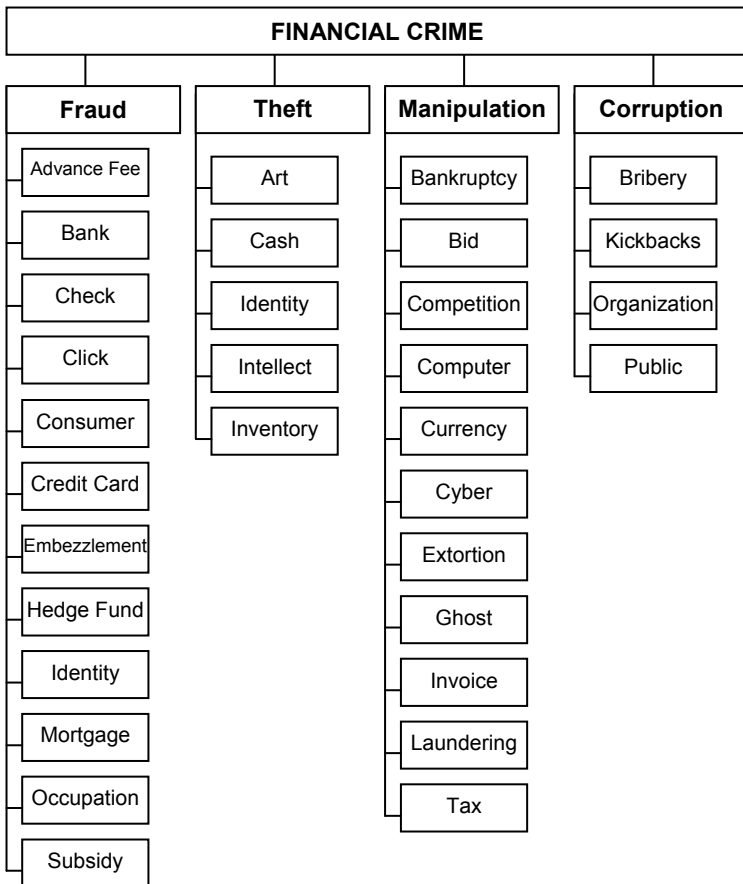 FINANCIAL CRIME
Fraud
Advance Fee
Bank
Check
Click
Consumer
Credit Card
Embezzlement
Hedge Fund
Identity
Mortgage
Occupation
Subsidy
Theft
Art
Cash
Identity
Intellect
Inventory
Manipulation
Bankruptcy
Bid
Competition
Computer
Currency
Cyber
Extortion
Ghost
Invoice
Laundering
Tax
Corruption
Bribery
Kickbacks
Organization
Public